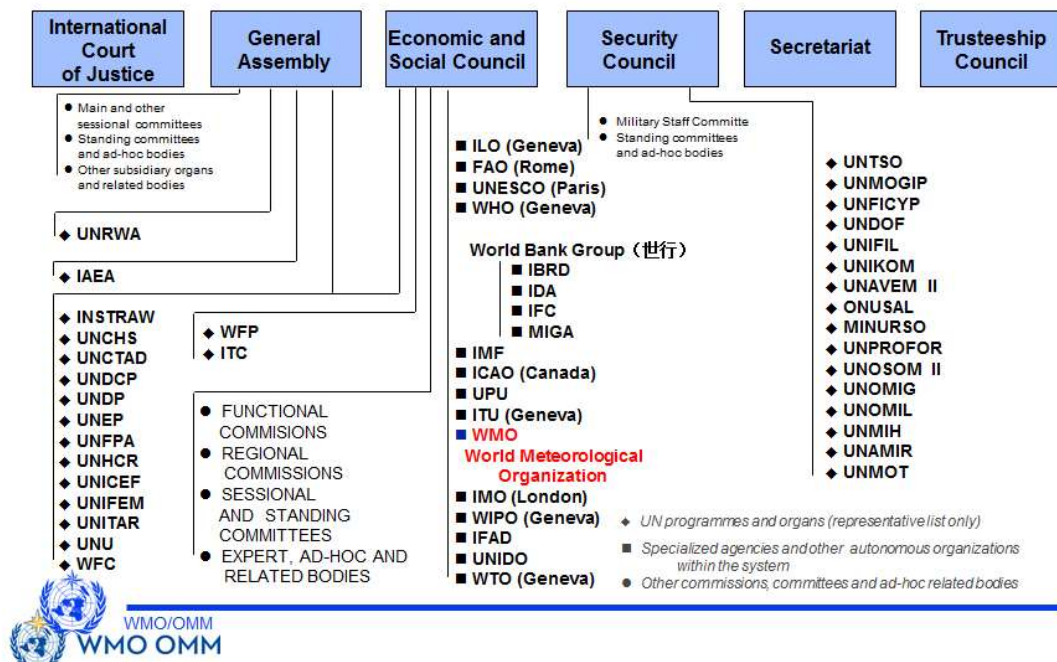 International
Court
of Justice
General
Assembly
Economic and
Social Council
Security
Council
Secretariat
Trusteeship
Council
● Main and other
sessional committees
● Standing committees
and ad-hoc bodies
● Other subsidiary organs
and related bodies
◆ UNRWA
◆ IAEA
◆ INSTRAW
◆ UNCHS
◆ UNCTAD
◆ UNDCP
◆ UNDP
◆ UNEP
◆ UNFPA
◆ UNHCR
◆ UNICEF
◆ UNIFEM
◆ UNITAR
◆ UNU
◆ WFC
◆ WFP
◆ ITC
● FUNCTIONAL
COMMISIONS
● REGIONAL
COMMISSIONS
● SESSIONAL
AND STANDING
COMMITTEES
● EXPERT, AD-HOC AND
RELATED BODIES
■ ILO (Geneva)
■ FAO (Rome)
■ UNESCO (Paris)
■ WHO (Geneva)
World Bank Group（世行）
■ IBRD
■ IDA
■ IFC
■ MIGA
■ IMF
■ ICAO (Canada)
■ UPU
■ ITU (Geneva)
■ WMO
World Meteorological
Organization
■ IMO (London)
■ WIPO (Geneva)
■ IFAD
■ UNIDO
■ WTO (Geneva)
● Military Staff Committe
● Standing committees
and ad-hoc bodies
◆ UNTSO
◆ UNMOGIP
◆ UNFICYP
◆ UNDOF
◆ UNIFIL
◆ UNIKOM
◆ UNAVEM II
◆ ONUSAL
◆ MINURSO
◆ UNPROFOR
◆ UNOSOM II
◆ UNOMIG
◆ UNOMIL
◆ UNMIH
◆ UNAMIR
◆ UNMOT
◆ UN programmes and organs (representative list only)
■ Specialized agencies and other autonomous organizations
within the system
● Other commissions, committees and ad-hoc related bodies
WMO/OMM
WMO OMM